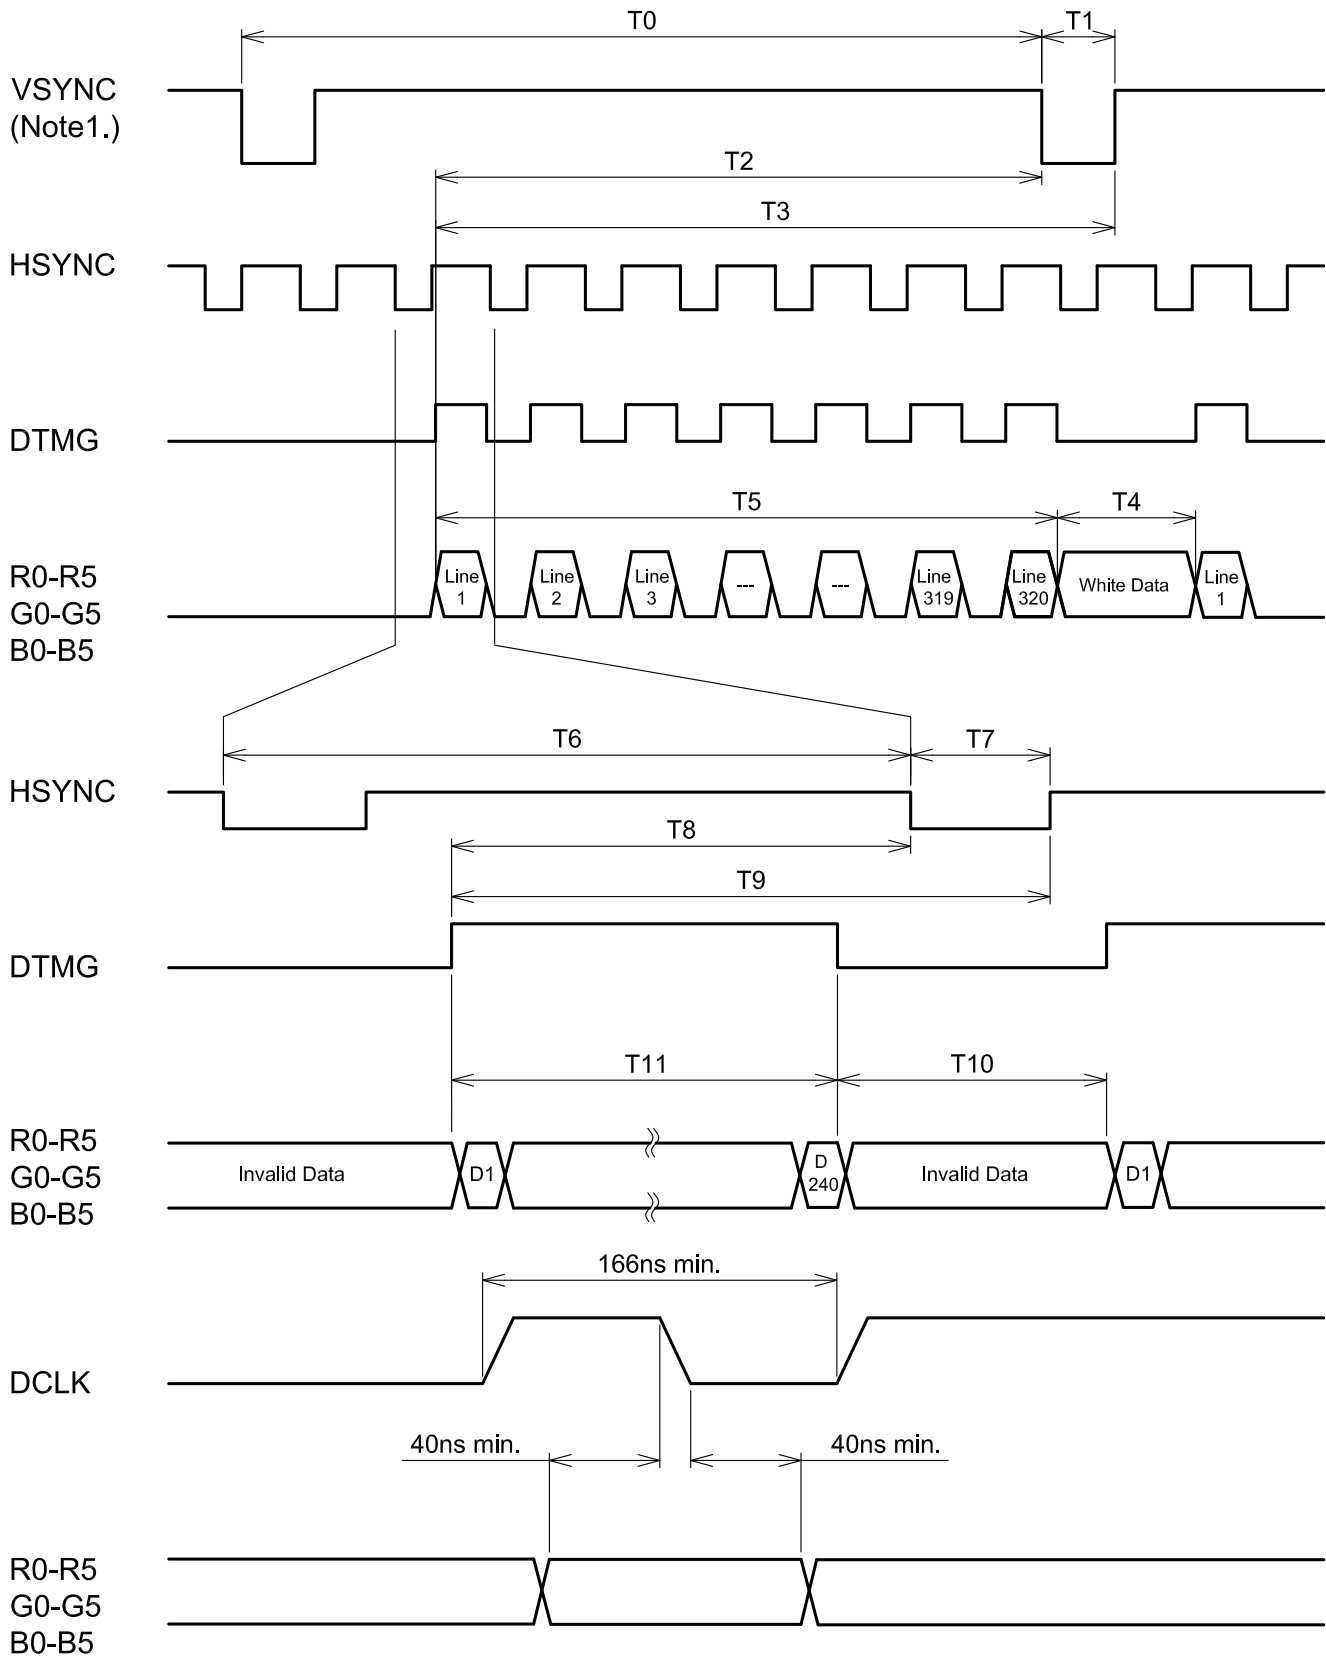 T0
T1
VSYNC
(Note1.)
T2
T3
HSYNC
DTMG
T5
T4
R0-R5
G0-G5
B0-B5
Line
1
Line
2
Line
3
---
---
Line
319
Line
320
White Data
Line
1
T6
T7
HSYNC
T8
T9
DTMG
T11
T10
R0-R5
G0-G5
B0-B5
Invalid Data
D1
D
240
Invalid Data
D1
166ns min.
DCLK
40ns min.
40ns min.
R0-R5
G0-G5
B0-B5